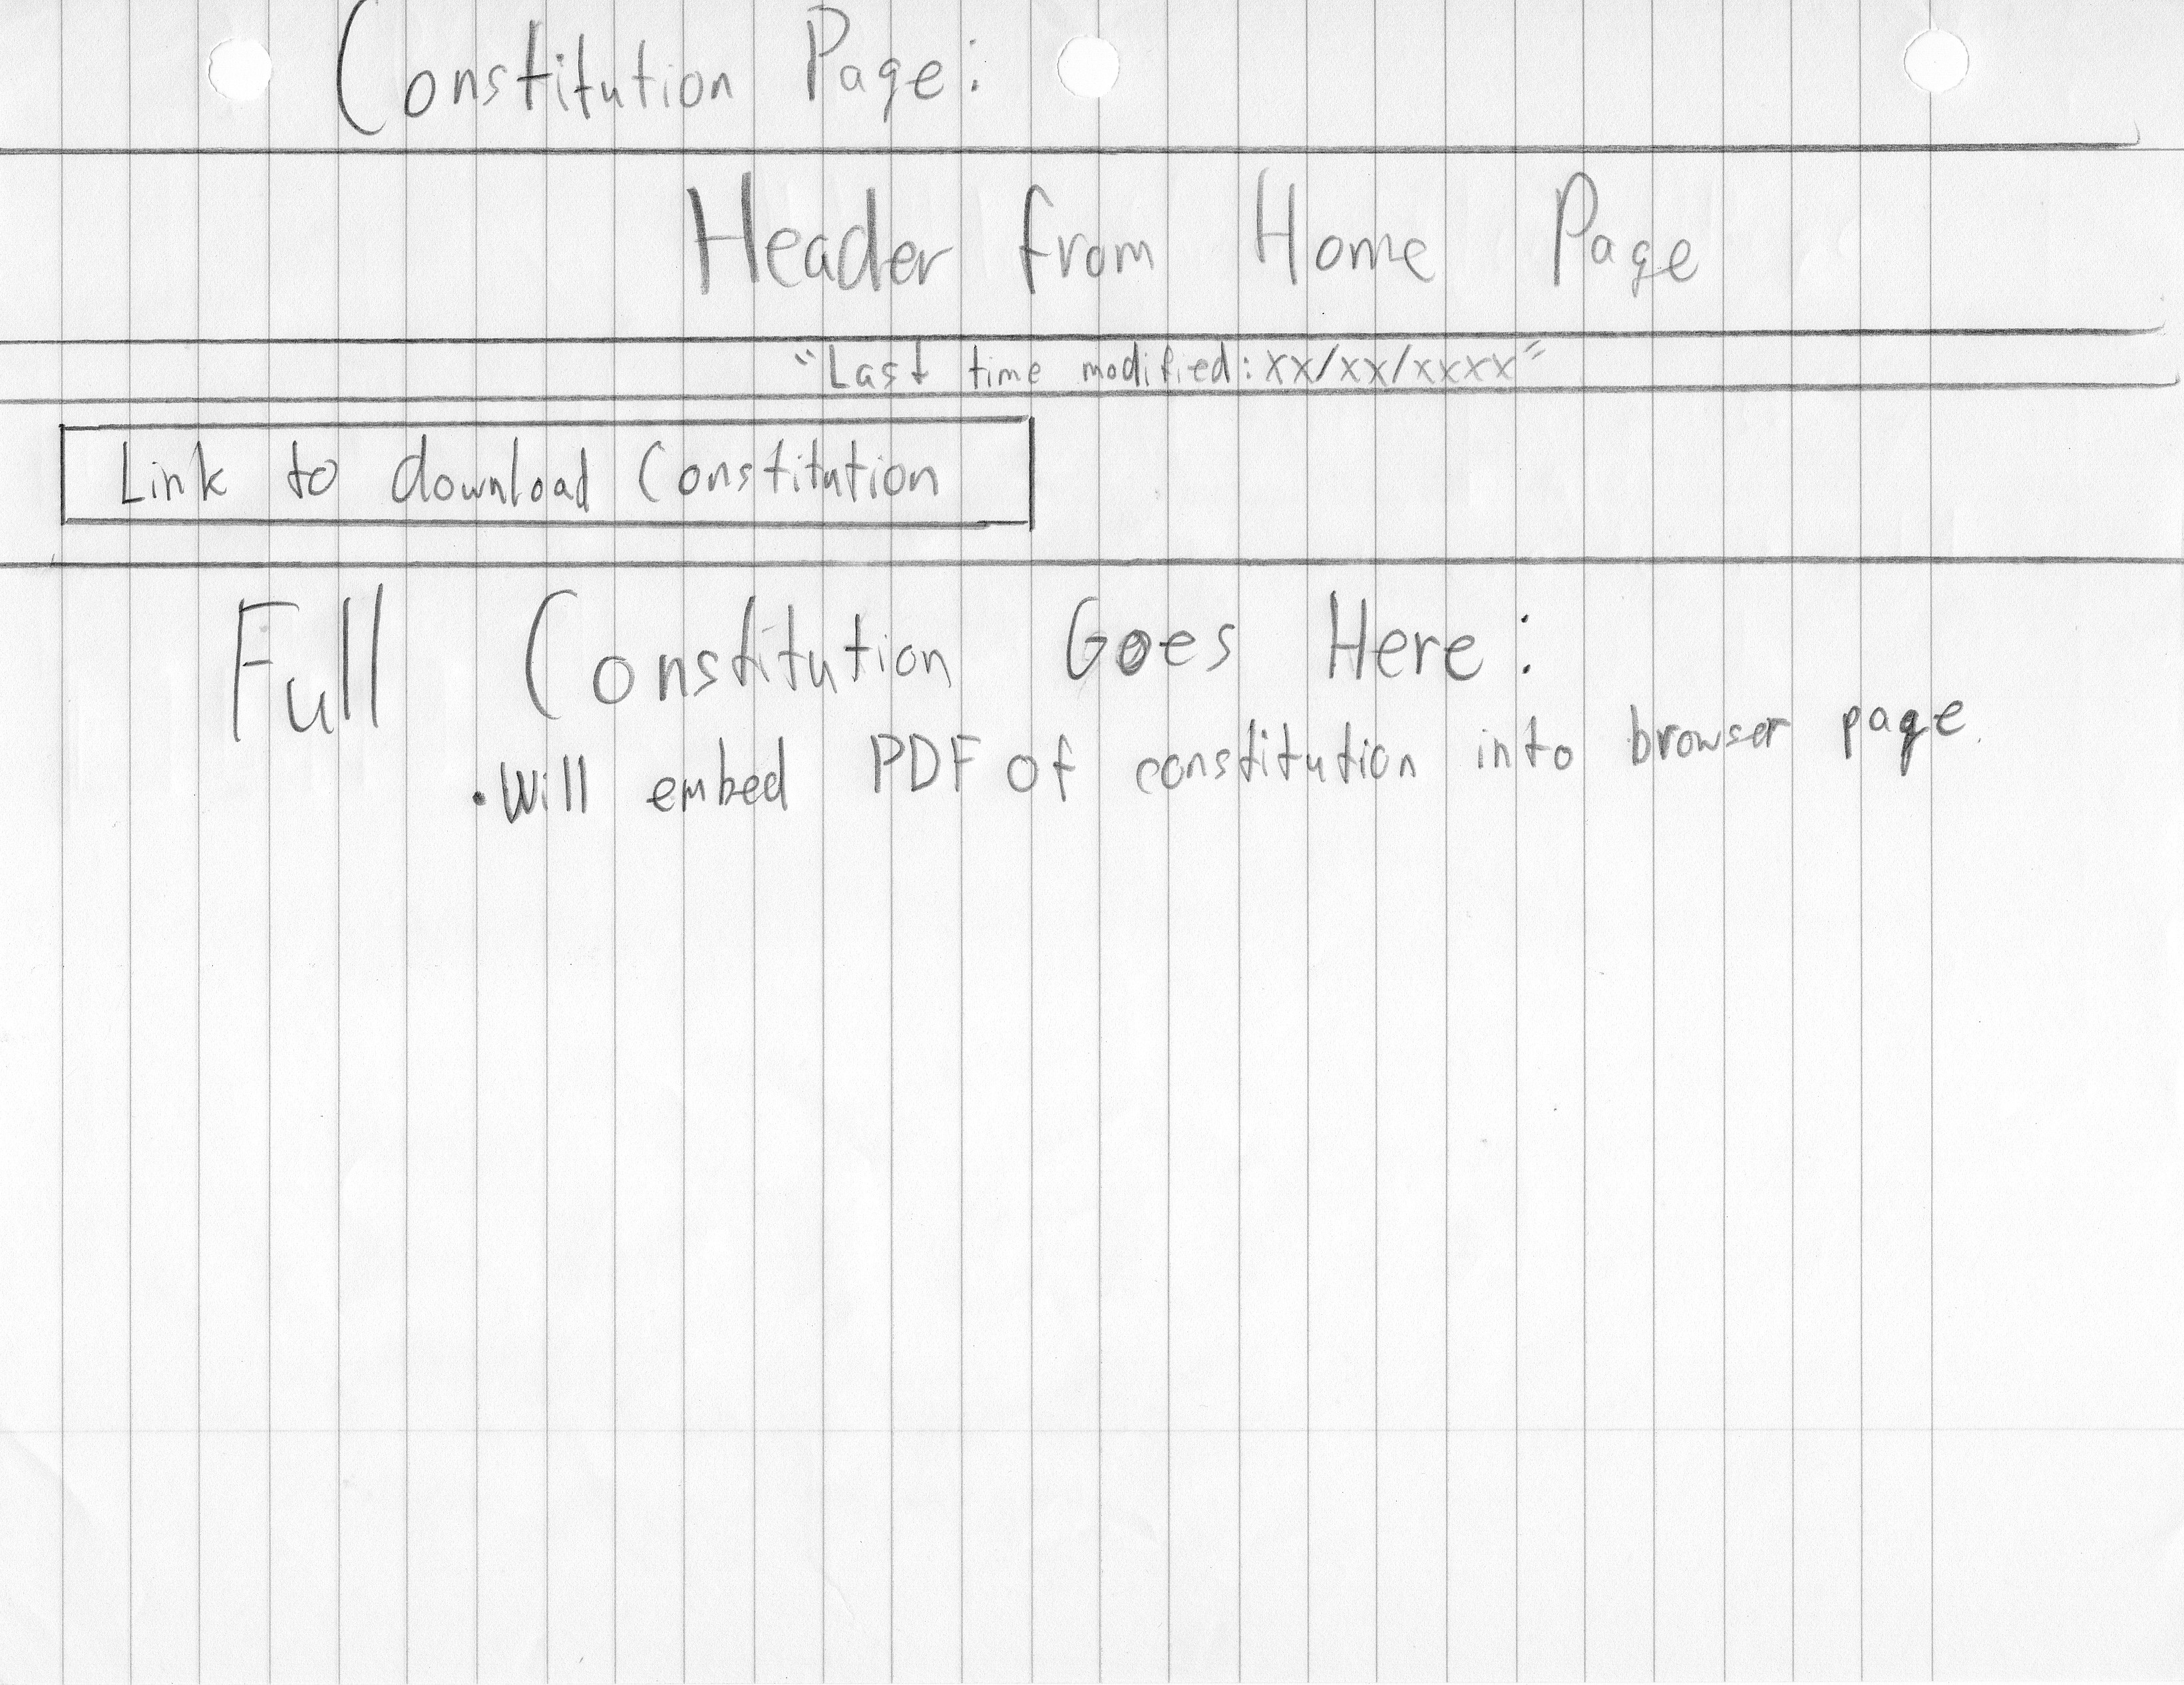 Constitution Page:
Header from Home Page
"Last time modified: xx/xx/xxxx"
Link to download Constitution
Full Constitution Goes Here:
• Will embed PDF of constitution into browser page.